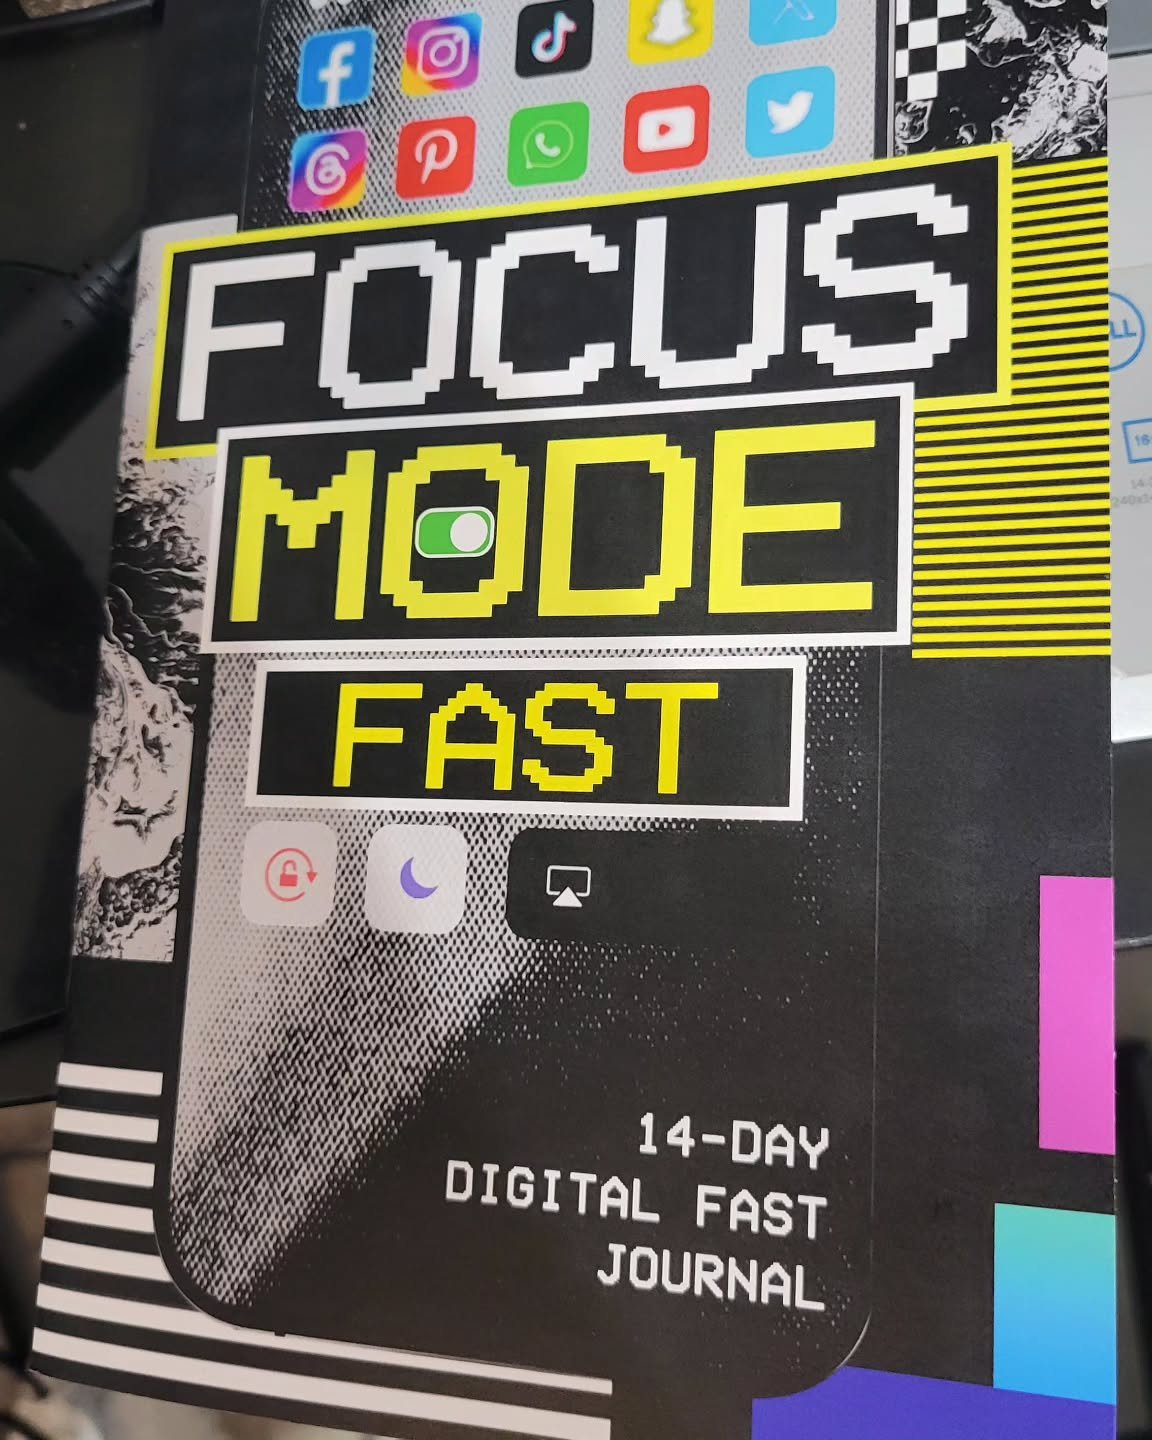 FOCUS
MODE
FAST
14-DAY
DIGITAL FAST
JOURNAL